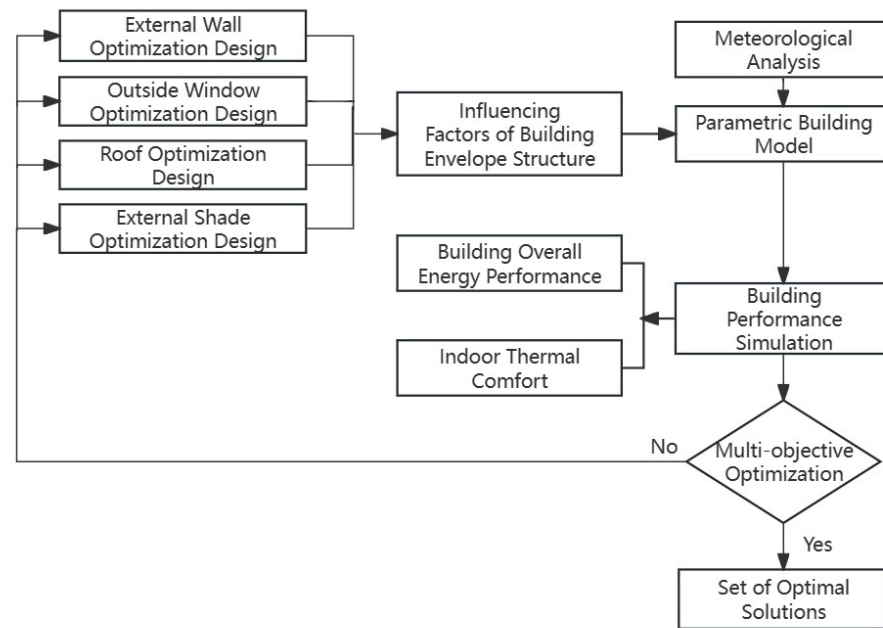 External Wall
Optimization Design
Outside Window
Optimization Design
Roof Optimization
Design
External Shade
Optimization Design
Influencing
Factors of Building
Envelope Structure
Meteorological
Analysis
Parametric Building
Model
Building Overall
Energy Performance
Indoor Thermal
Comfort
Building
Performance
Simulation
No
Multi-objective
Optimization
Yes
Set of Optimal
Solutions